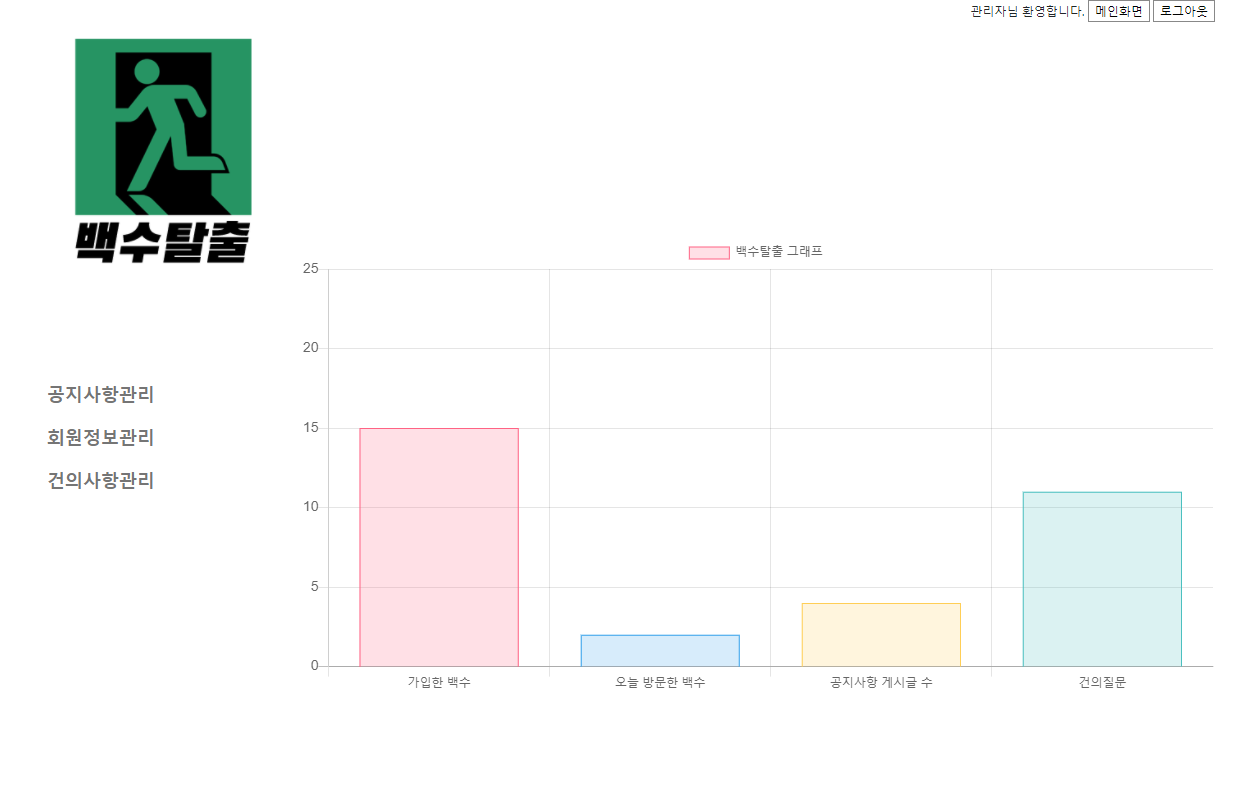 관리자님 환영합니다. 메인화면 로그아웃
백수탈출
백수탈출 그래프
25
20
15
10
5
0
가입한 백수 오늘 방문한 백수 공지사항 게시글 수 건의질문
공지사항관리
회원정보관리
건의사항관리